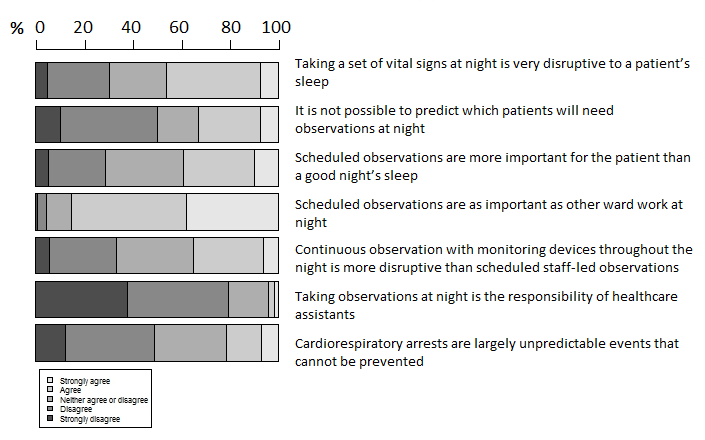 % 0 20 40 60 80 100
Taking a set of vital signs at night is very disruptive to a patient's
sleep
It is not possible to predict which patients will need
observations at night
Scheduled observations are more important for the patient than
a good night's sleep
Scheduled observations are as important as other ward work at
night
Continuous observation with monitoring devices throughout the
night is more disruptive than scheduled staff-led observations
Taking observations at night is the responsibility of healthcare
assistants
Cardiorespiratory arrests are largely unpredictable events that
cannot be prevented
Strongly agree
Agree
Neither agree or disagree
Disagree
Strongly disagree